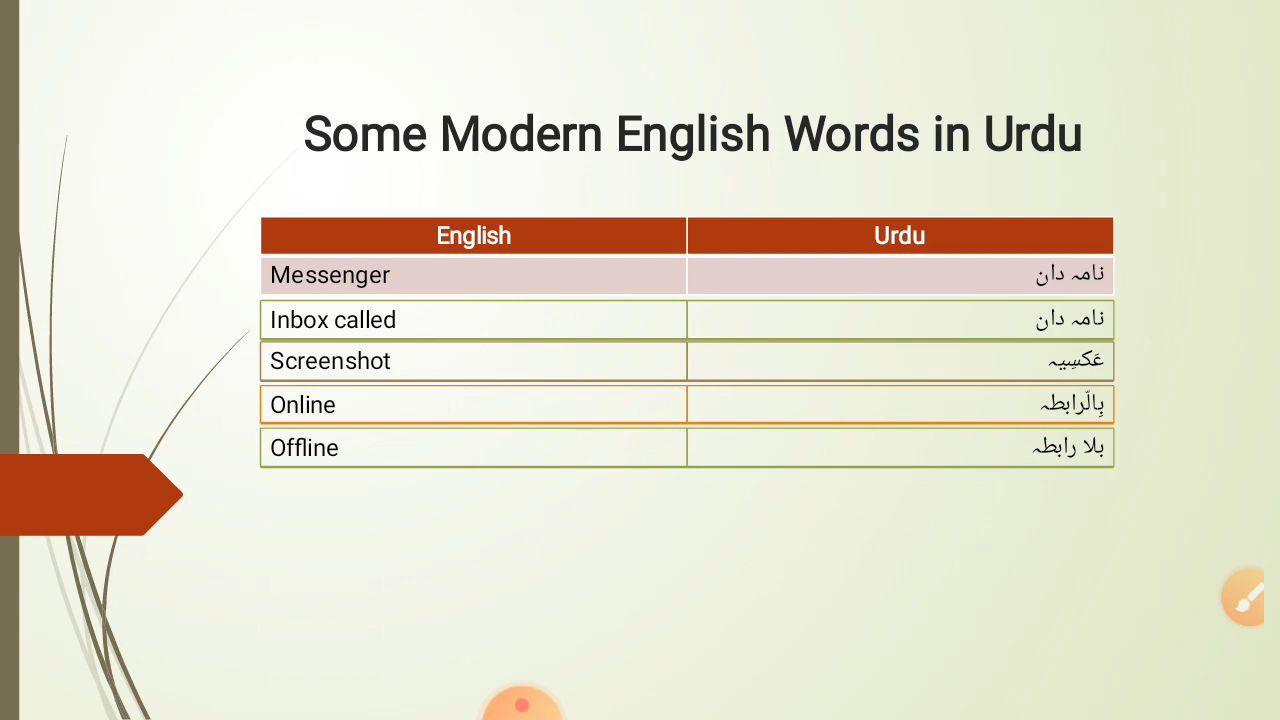 Some Modern English Words in Urdu
English Urdu
Messenger نامہ دان
Inbox called نامہ دان
Screenshot عَکسِیہ
Online بِالّرابطہ
Offline بلا رابطہ